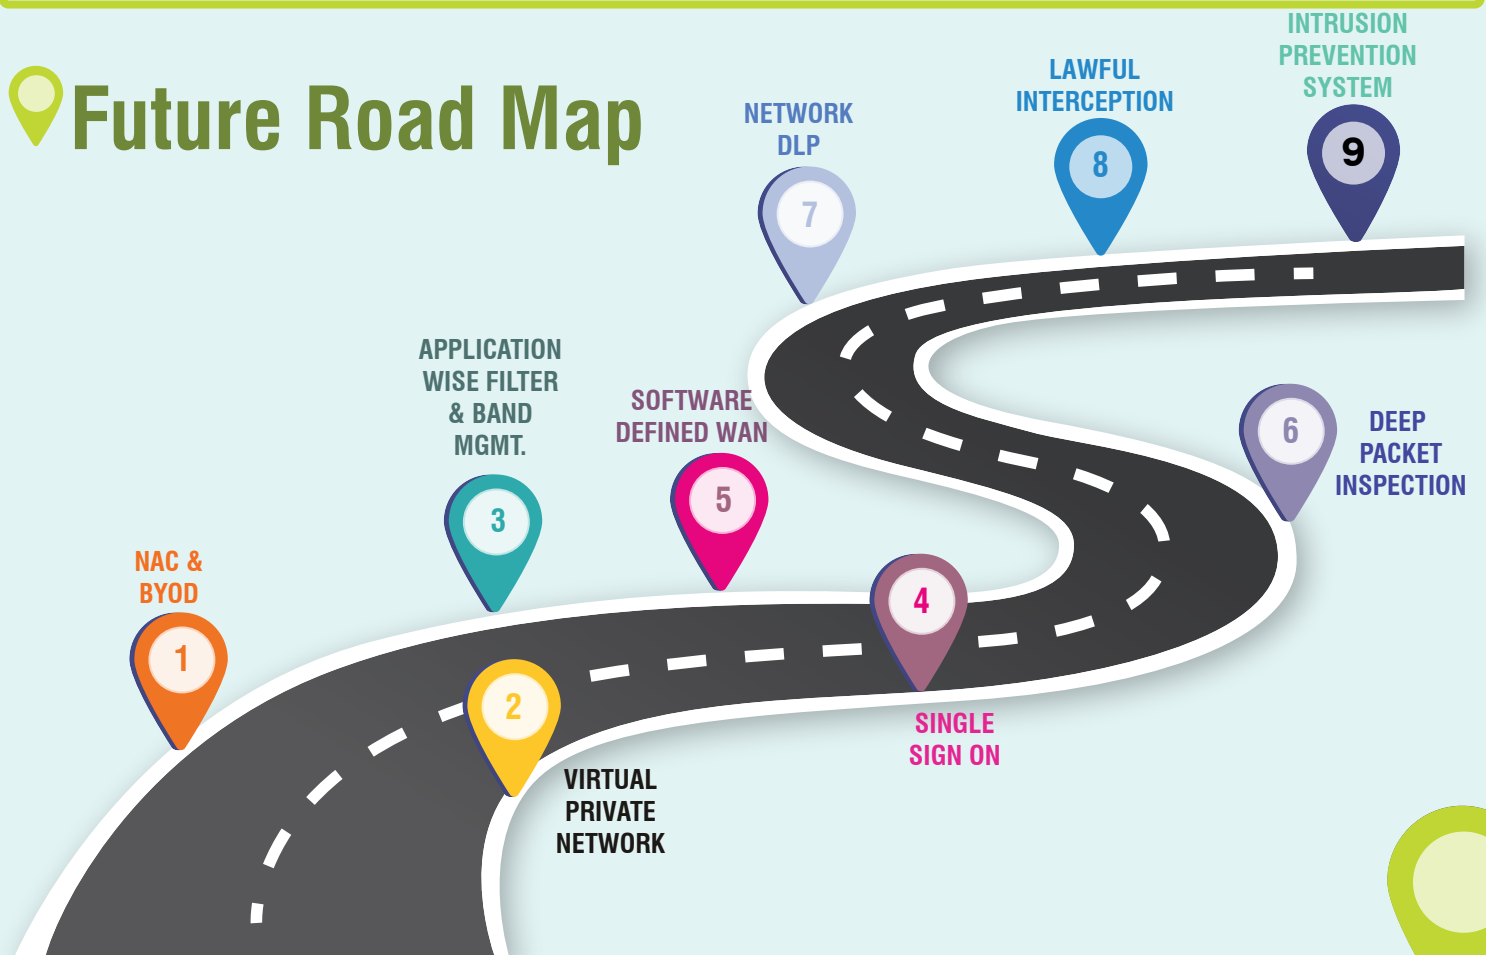 Future Road Map
1
NAC &
BYOD
2
VIRTUAL
PRIVATE
NETWORK
3
APPLICATION
WISE FILTER
& BAND
MGMT.
4
SINGLE
SIGN ON
5
SOFTWARE
DEFINED WAN
6
DEEP
PACKET
INSPECTION
7
NETWORK
DLP
8
LAWFUL
INTERCEPTION
9
INTRUSION
PREVENTION
SYSTEM